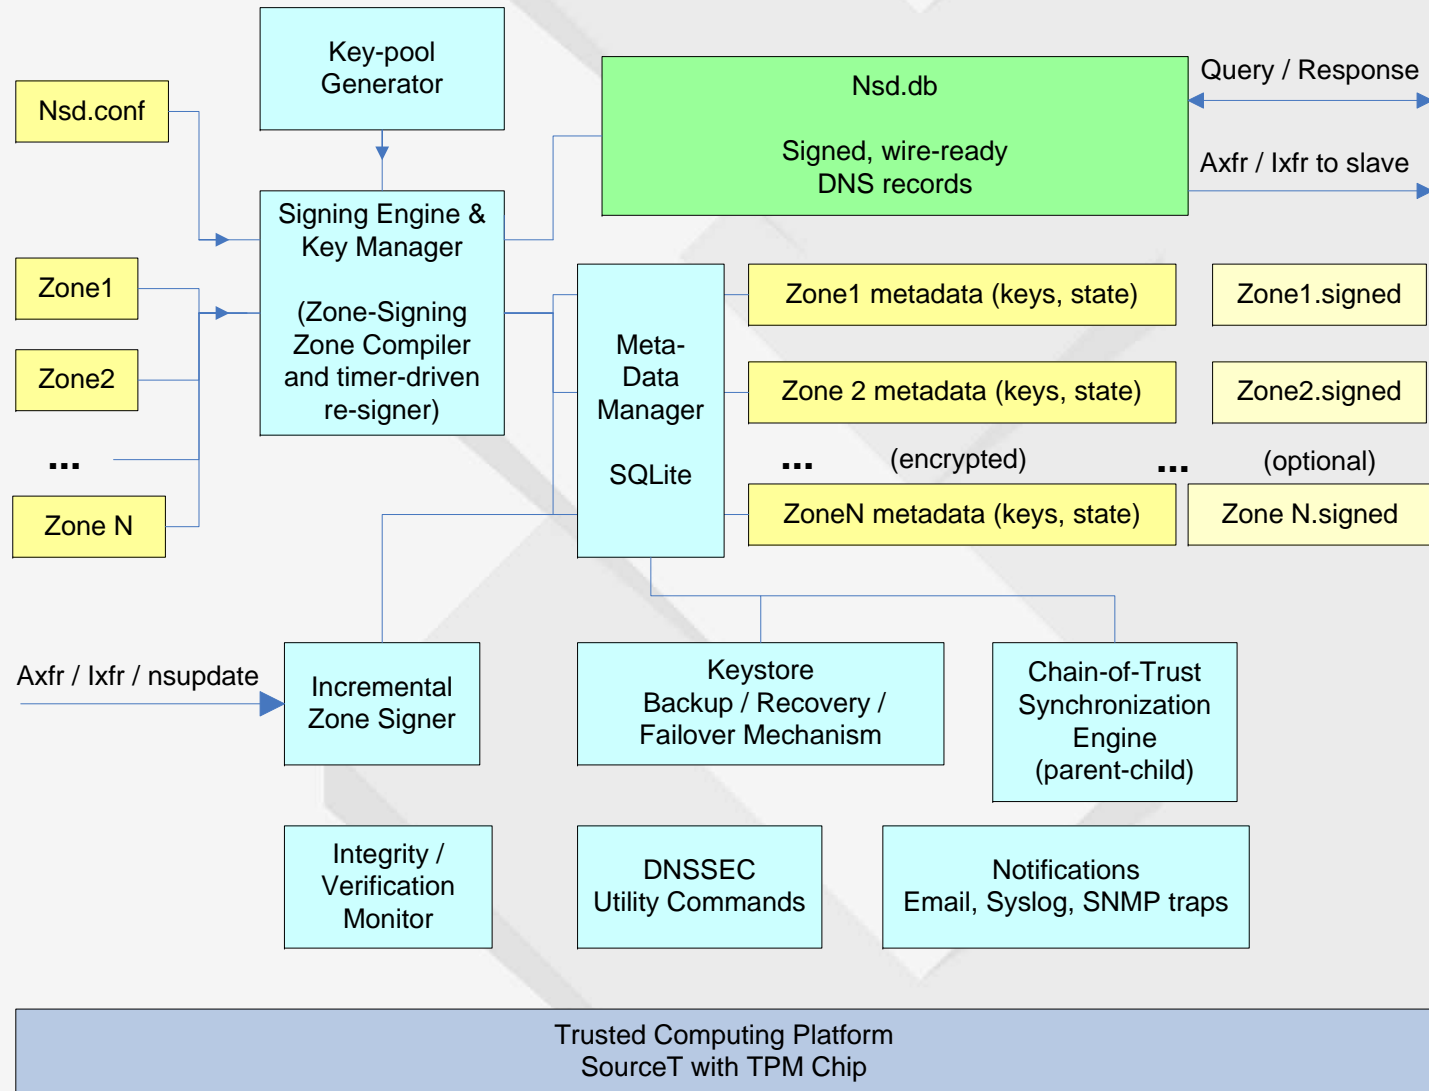 Key-pool
Generator
Nsd.conf
Nsd.db
Signed, wire-ready
DNS records
Query / Response
Axfr / Ixfr to slave
Signing Engine &
Key Manager
(Zone-Signing
Zone Compiler
and timer-driven
re-signer)
Zone1
Zone2
...
Zone N
Meta-
Data
Manager
SQLite
Zone1 metadata (keys, state)
Zone1.signed
Zone 2 metadata (keys, state)
Zone2.signed
... (encrypted) ... (optional)
ZoneN metadata (keys, state)
Zone N.signed
Axfr / Ixfr / nsupdate
Incremental
Zone Signer
Keystore
Backup / Recovery /
Failover Mechanism
Chain-of-Trust
Synchronization
Engine
(parent-child)
Integrity /
Verification
Monitor
DNSSEC
Utility Commands
Notifications
Email, Syslog, SNMP traps
Trusted Computing Platform
SourceT with TPM Chip